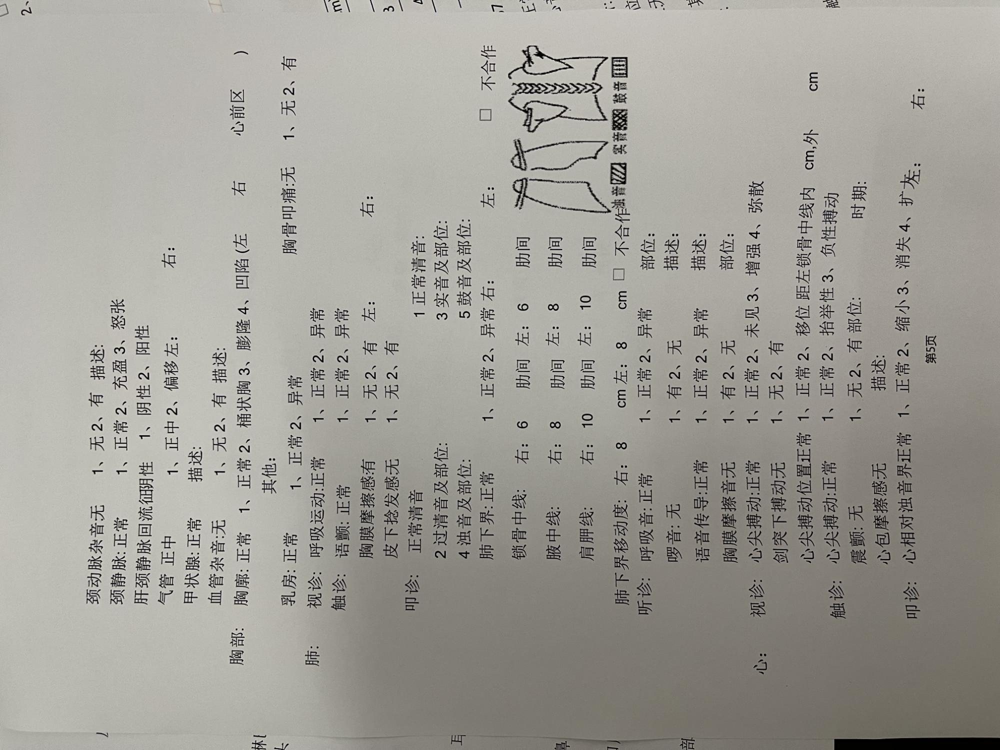 颈动脉杂音无 1、无 2、有 描述:
颈静脉:正常 1、正常 2、充盈 3、怒张
肝颈静脉回流征阴性 1、阴性 2、阳性
气管 正中 1、正中 2、偏移 左: 右:
甲状腺:正常 描述:
血管杂音:无 1、无 2、有 描述:
胸部: 胸廓:正常 1、正常 2、桶状胸 3、膨隆 4、凹陷(左 右 心前区 )
其他:
乳房:正常 1、正常 2、异常 胸骨叩痛:无 1、无 2、有
肺: 视诊: 呼吸运动:正常 1、正常 2、异常
触诊: 语颤:正常 1、正常 2、异常
胸膜摩擦感:有 1、无 2、有 左: 右:
皮下捻发感:无 1、无 2、有
叩诊: 正常清音 1 正常清音:
2 过清音及部位: 3 实音及部位:
4 浊音及部位: 5 鼓音及部位:
肺下界:正常 1、正常 2、异常 右: 左: □ 不合作
锁骨中线: 右: 6 肋间 左: 6 肋间
腋中线: 右: 8 肋间 左: 8 肋间
肩胛线: 右: 10 肋间 左: 10 肋间
浊音 实音 鼓音
肺下界移动度: 右: 8 cm 左: 8 cm □ 不合作
听诊: 呼吸音:正常 1、正常 2、异常 部位:
啰音:无 1、有 2、无 描述:
语音传导:正常 1、正常 2、异常 描述:
胸膜摩擦音:无 1、有 2、无 部位:
心: 视诊: 心尖搏动:正常 1、正常 2、未见 3、增强 4、弥散
剑突下搏动:无 1、无 2、有
心尖搏动位置正常 1、正常 2、移位 距左锁骨中线内 cm,外 cm
触诊: 心尖搏动:正常 1、正常 2、抬举性 3、负性搏动
震颤:无 1、无 2、有 部位: 时期:
心包摩擦感:无 描述:
叩诊: 心相对浊音界正常 1、正常 2、缩小 3、消失 4、扩大 左: 右:
第5页